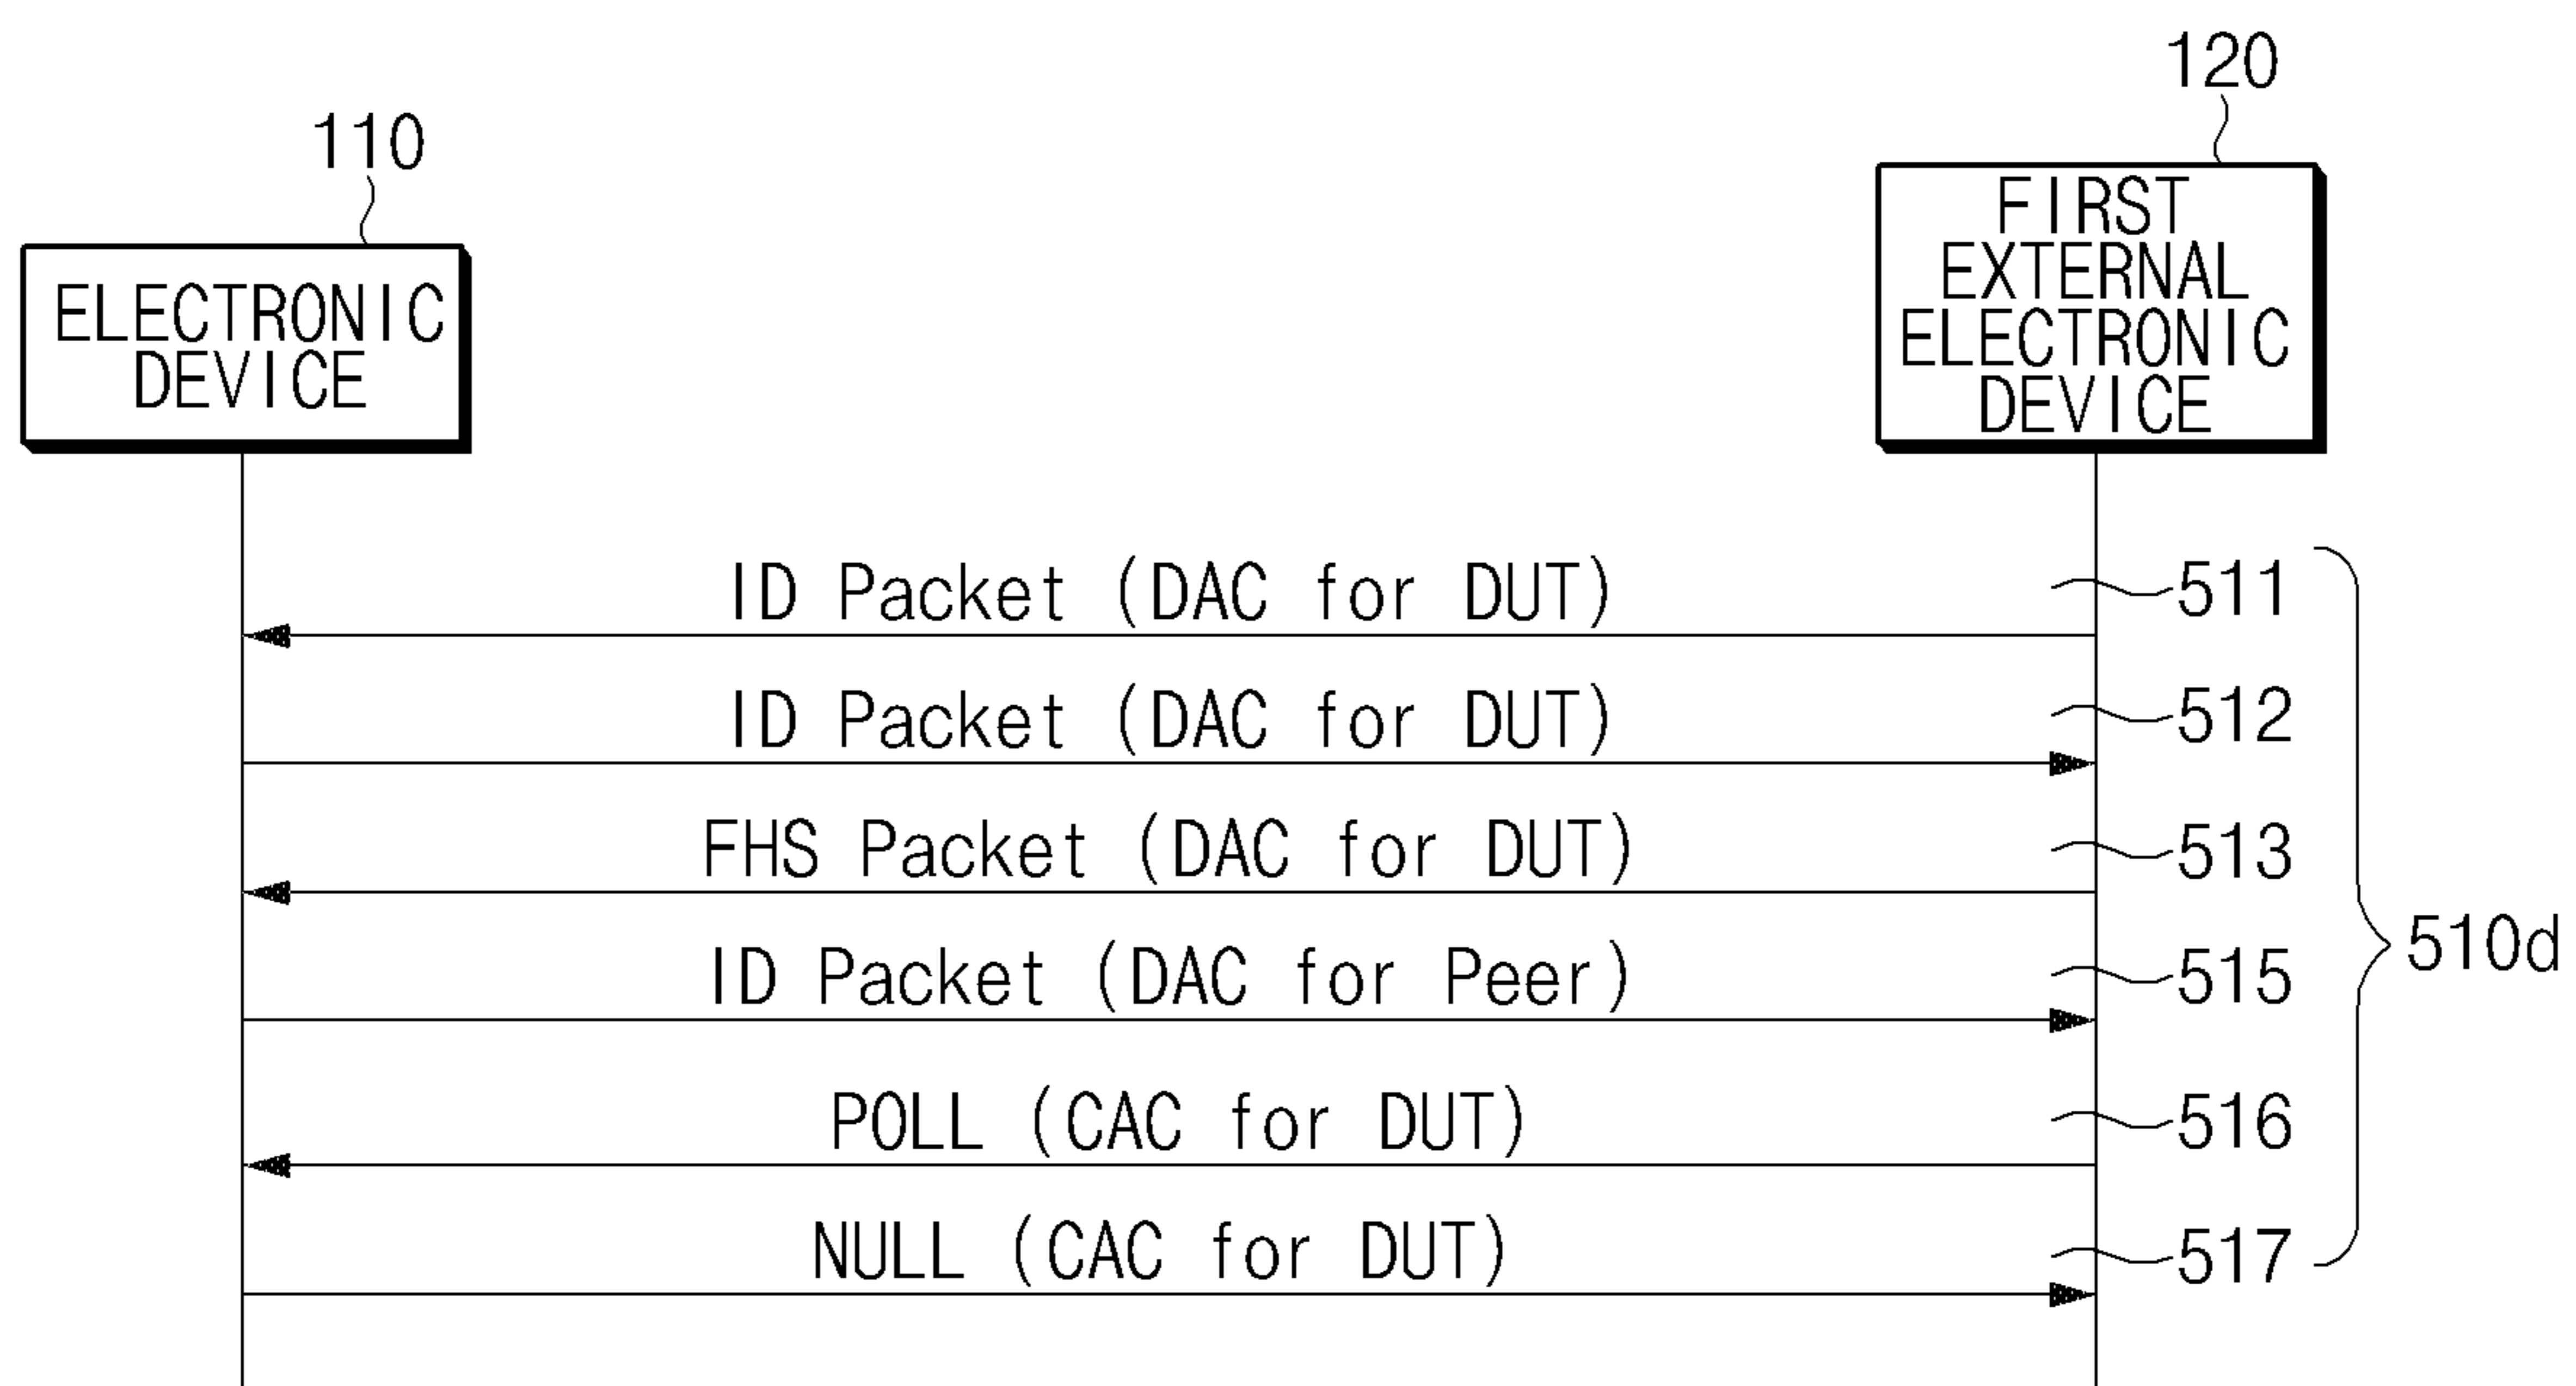 120
110
FIRST
EXTERNAL
ELECTRONIC
DEVICE
ELECTRONIC
DEVICE
ID Packet (DAC for DUT) 511
ID Packet (DAC for DUT) 512
FHS Packet (DAC for DUT) 513
510d
ID Packet (DAC for Peer) 515
POLL (CAC for DUT) 516
NULL (CAC for DUT) 517